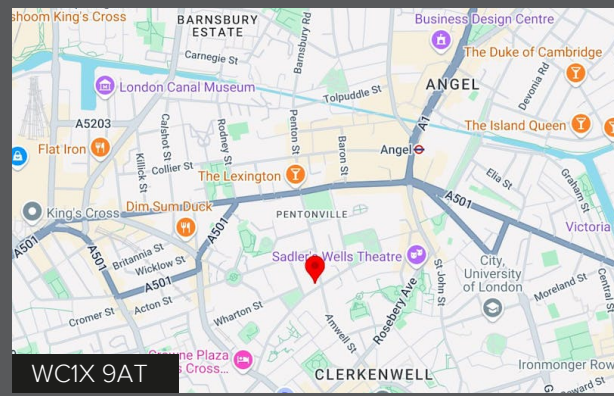 shoom King's Cross
BARNSBURY
ESTATE
Barnsbury Rd
Business Design Centre
Carnegie St
The Duke of Cambridge
London Canal Museum
Tolpuddle St
ANGEL
Devonia Rd
A5203
Calshot St
Rodney St
Penton St
Baron St
A1
The Island Queen
Flat Iron
Killick St
Collier St
Angel
The Lexington
Elia St
Graham St
King's Cross
Dim Sum Duck
PENTONVILLE
A501
Victoria
A501
A501
A501
Britannia St
Wicklow St
Sadler's Wells Theatre
St John St
City,
University
of London
Central St
A501
Acton St
Cromer St
Wharton St
Amwell St
Rosebery Ave
Moreland St
Crowne Plaza
s Cross...
CLERKENWELL
Ironmonger Row
WC1X 9AT